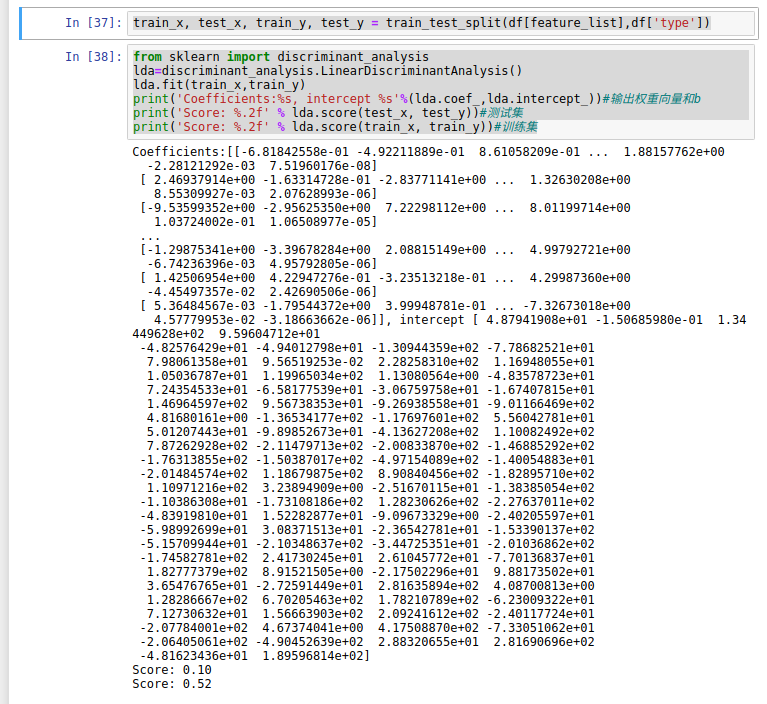 In [37]: train_x, test_x, train_y, test_y = train_test_split(df[feature_list],df['type'])
In [38]: from sklearn import discriminant_analysis
lda=discriminant_analysis.LinearDiscriminantAnalysis()
lda.fit(train_x,train_y)
print('Coefficients:%s, intercept %s'%(lda.coef_,lda.intercept_))#输出权重向量和b
print('Score: %.2f' % lda.score(test_x, test_y))#测试集
print('Score: %.2f' % lda.score(train_x, train_y))#训练集
Coefficients:[[-6.81842558e-01 -4.92211889e-01  8.61058209e-01 ...  1.88157762e+00
  -2.28121292e-03  7.51960176e-08]
 [ 2.46937914e+00 -1.63314728e-01 -2.83771141e+00 ...  1.32630208e+00
   8.55309927e-03  2.07628993e-06]
 [-9.53599352e+00 -2.95625350e+00  7.22298112e+00 ...  8.01199714e+00
   1.03724002e-01  1.06508977e-05]
 ...
 [-1.29875341e+00 -3.39678284e+00  2.08815149e+00 ...  4.99792721e+00
  -6.74236396e-03  4.95792805e-06]
 [ 1.42506954e+00  4.22947276e-01 -3.23513218e-01 ...  4.29987360e+00
  -4.45497357e-02  2.42690506e-06]
 [ 5.36484567e-03 -1.79544372e+00  3.99948781e-01 ... -7.32673018e+00
   4.57779953e-02 -3.18663662e-06]], intercept [ 4.87941908e+01 -1.50685980e-01  1.34
449628e+02  9.59604712e+01
 -4.82576429e+01 -4.94012798e+01 -1.30944359e+02 -7.78682521e+01
  7.98061358e+01  9.56519253e-02  2.28258310e+02  1.16948055e+01
  1.05036787e+01  1.19965034e+02  1.13080564e+00 -4.83578723e+01
  7.24354533e+01 -6.58177539e+01 -3.06759758e+01 -1.67407815e+01
  1.46964597e+02  9.56738353e+01 -9.26938558e+01 -9.01166469e+02
  4.81680161e+00 -1.36534177e+02 -1.17697601e+02  5.56042781e+01
  5.01207443e+01 -9.89852673e+01 -4.13627208e+02  1.10082492e+02
  7.87262928e+02 -2.11479713e+02 -2.00833870e+02 -1.46885292e+02
 -1.76313855e+02 -1.50387017e+02 -4.97154089e+02 -1.40054883e+01
 -2.01484574e+02  1.18679875e+02  8.90840456e+02 -1.82895710e+02
  1.10971216e+02  3.23894909e+00 -2.51670115e+01 -1.38385054e+02
 -1.10386308e+01 -1.73108186e+02  1.28230626e+02 -2.27637011e+02
 -4.83919810e+01  1.52282877e+01 -9.09673329e+00 -2.40205597e+01
 -5.98992699e+01  3.08371513e+01 -2.36542781e+01 -1.53390137e+02
 -5.15709944e+01 -2.10348637e+02 -3.44725351e+01 -2.01036862e+02
 -1.74582781e+02  2.41730245e+01  2.61045772e+01 -7.70136837e+01
  1.82777379e+02  8.91521505e+00 -2.17502296e+01  9.88173502e+01
  3.65476765e+01 -2.72591449e+01  2.81635894e+02  4.08700813e+00
  1.28286667e+02  6.70205463e+02  1.78210789e+02 -6.23009322e+01
  7.12730632e+01  1.56663903e+02  2.09241612e+02 -2.40117724e+01
 -2.07784001e+02  4.67374041e+00  4.17508870e+02 -7.33051062e+01
 -2.06405061e+02 -4.90452639e+02  2.88320655e+01  2.81690696e+02
 -4.81623436e+01  1.89596814e+02]
Score: 0.10
Score: 0.52